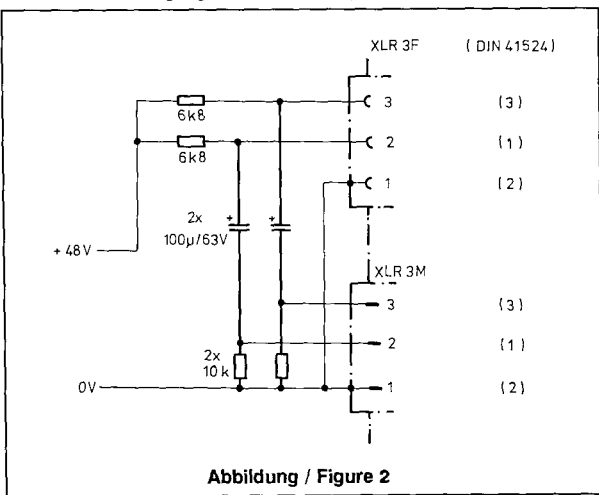 XLR 3F ( DIN 41524)
3 (3)
6k8
2 (1)
6k8
1 (2)
2x
100µ/63V
+ +
+ 48V
XLR 3M
3 (3)
2 (1)
2x
10k
0V 1 (2)
Abbildung / Figure 2